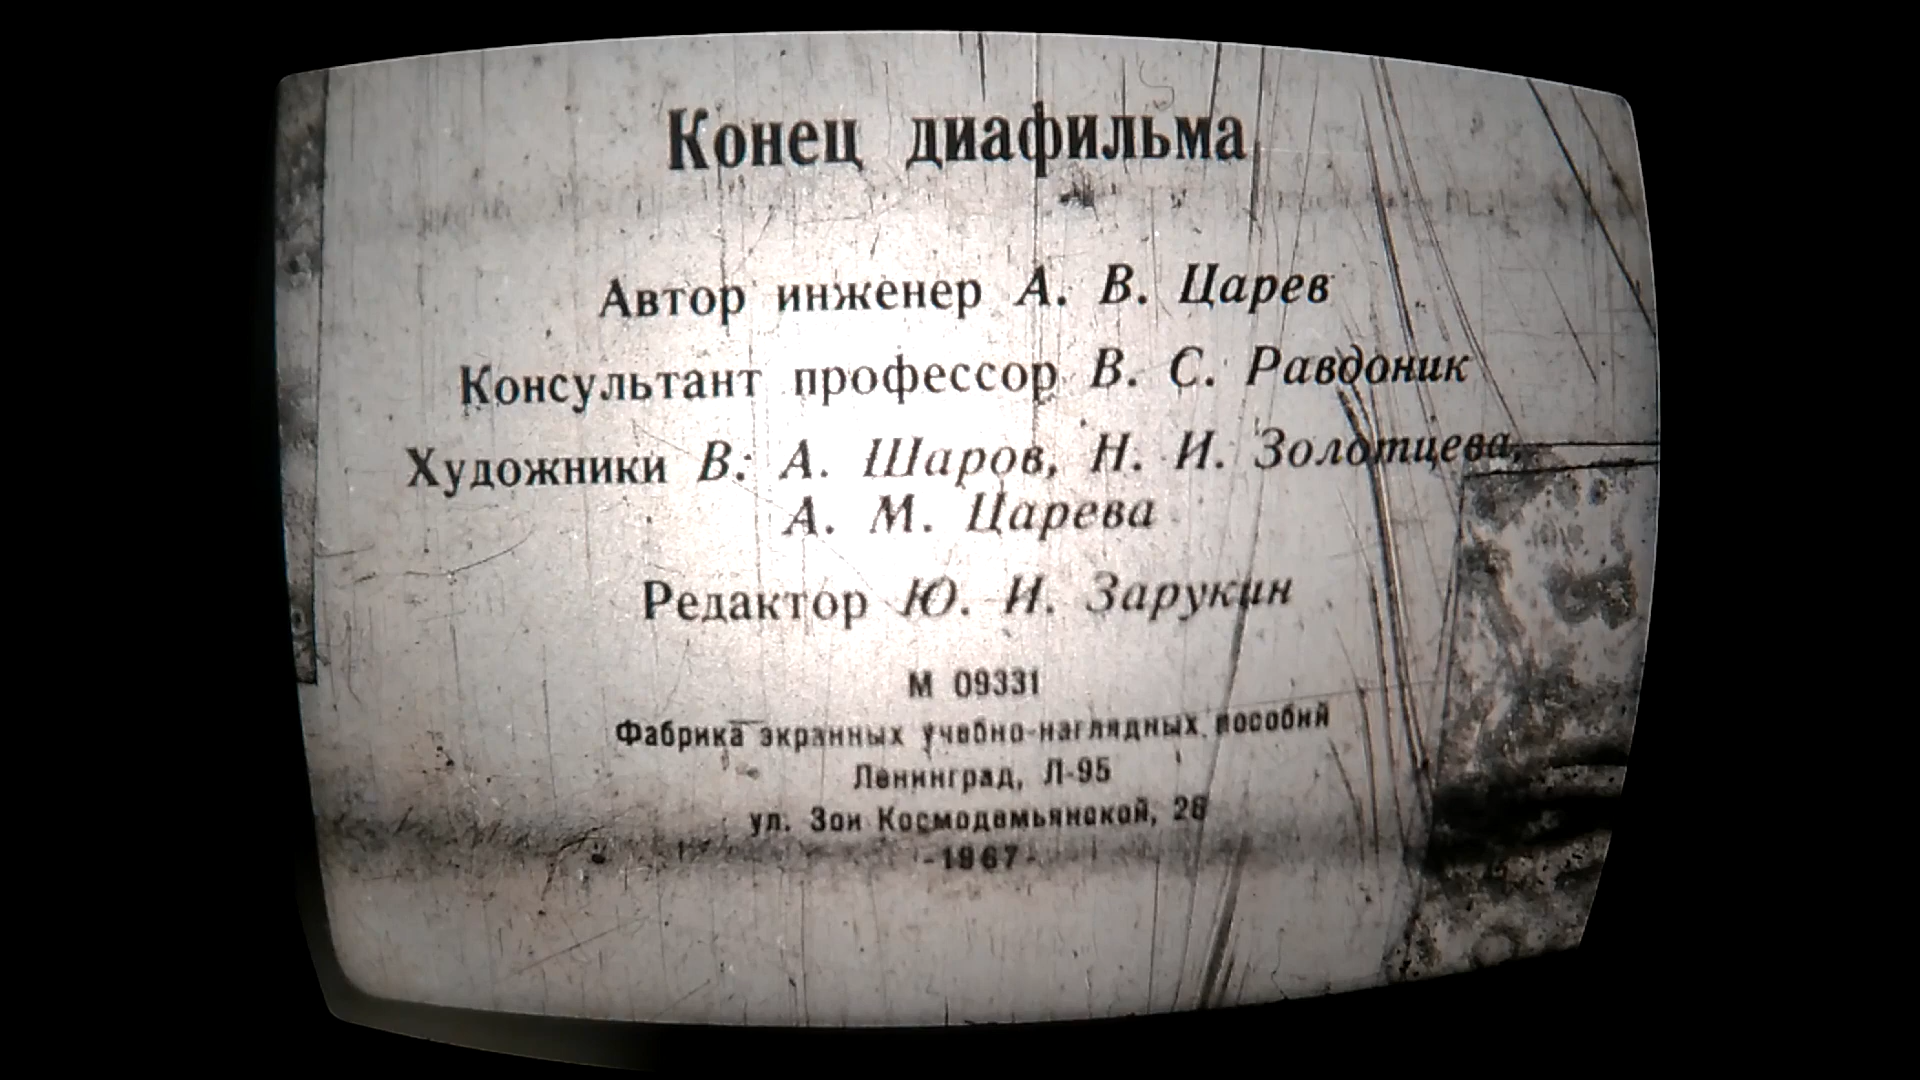 Конец диафильма
Автор инженер А. В. Царев
Консультант профессор В. С. Равдоник
Художники В. А. Шаров, Н. И. Золотцева,
А. М. Царева
Редактор Ю. И. Зарукин
М 09331
Фабрика экранных учебно-наглядных пособий
Ленинград, Л-95
ул. Зои Космодемьянской, 26
-1967-